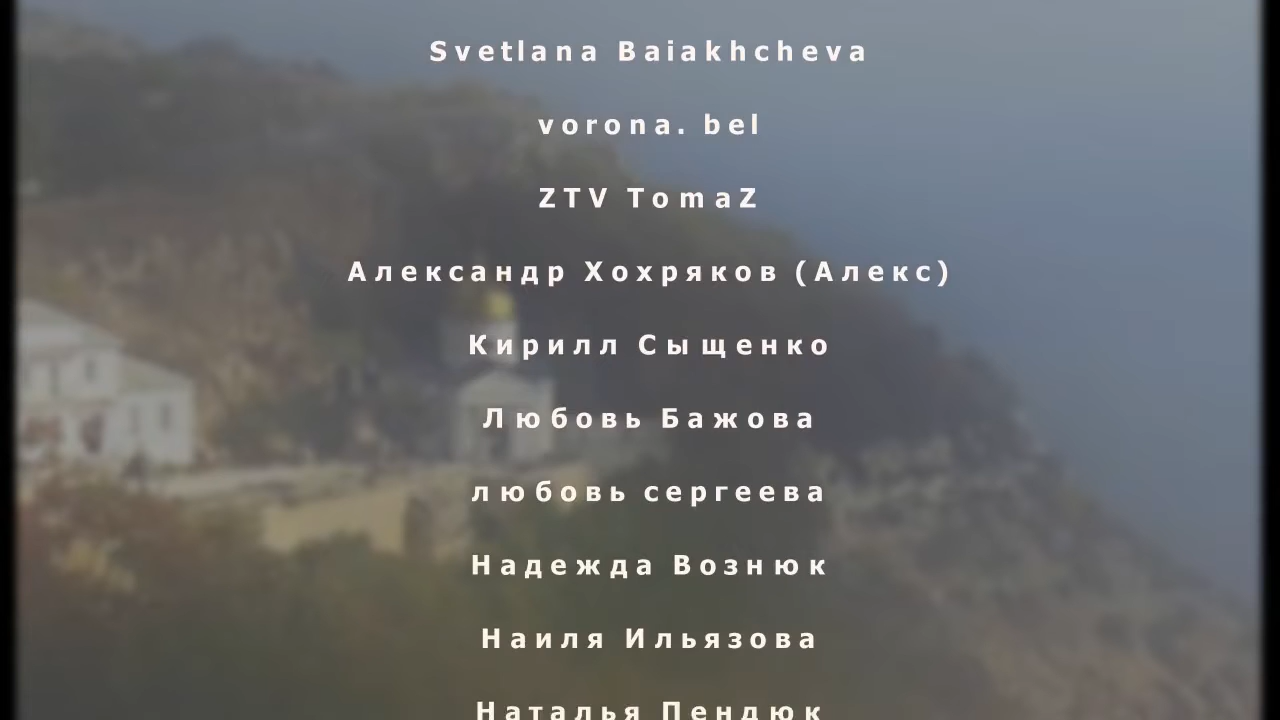 Svetlana Baiakhcheva
vorona. bel
ZTV TomaZ
Александр Хохряков (Алекс)
Кирилл Сыщенко
Любовь Бажова
любовь сергеева
Надежда Вознюк
Наиля Ильязова
Наталья Пендюк